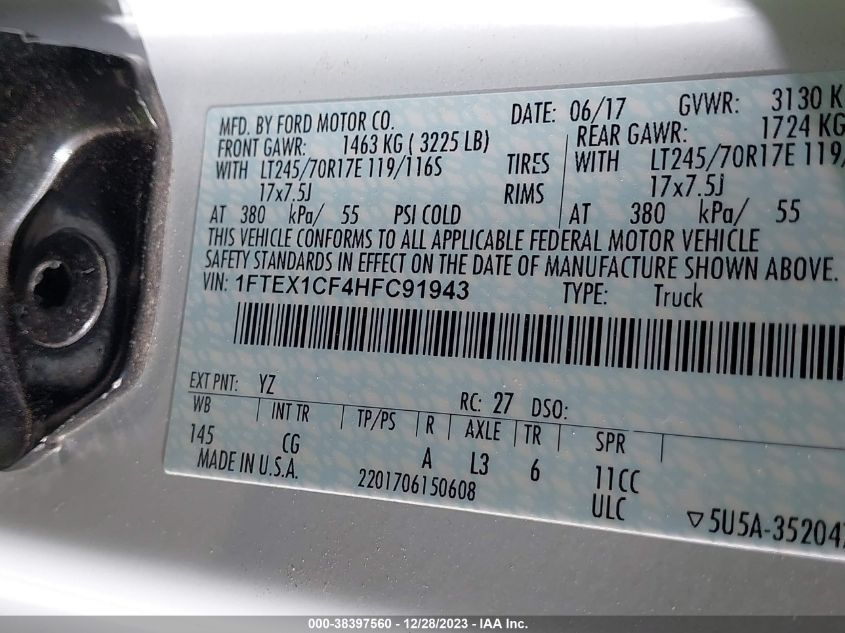 MFD. BY FORD MOTOR CO. DATE: 06/17 GVWR: 3130 K
FRONT GAWR: 1463 KG ( 3225 LB) REAR GAWR: 1724 KG
WITH LT245/70R17E 119/116S TIRES WITH LT245/70R17E 119/
17x7.5J RIMS 17x7.5J
AT 380 kPa/ 55 PSI COLD AT 380 kPa/ 55
THIS VEHICLE CONFORMS TO ALL APPLICABLE FEDERAL MOTOR VEHICLE
SAFETY STANDARDS IN EFFECT ON THE DATE OF MANUFACTURE SHOWN ABOVE.
VIN: 1FTEX1CF4HFC91943 TYPE: Truck
EXT PNT: YZ RC: 27 DSO:
WB INT TR TP/PS R AXLE TR SPR
145 CG A L3 6 11CC
MADE IN U.S.A. 2201706150608 ULC
▽5U5A-35204
000-38397560 - 12/28/2023 - IAA Inc.